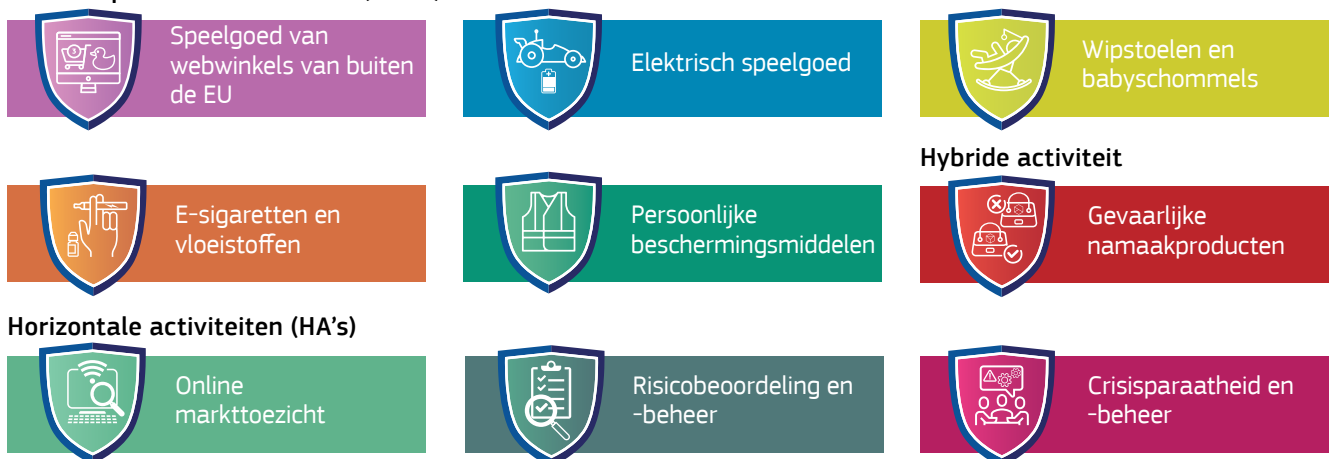 Speelgoed van
webwinkels van buiten
de EU
Elektrisch speelgoed
Wipstoelen en
babyschommels
E-sigaretten en
vloeistoffen
Persoonlijke
beschermingsmiddelen
Hybride activiteit
Gevaarlijke
namaakproducten
Horizontale activiteiten (HA's)
Online
markttoezicht
Risicobeoordeling en
-beheer
Crisisparaatheid en
-beheer